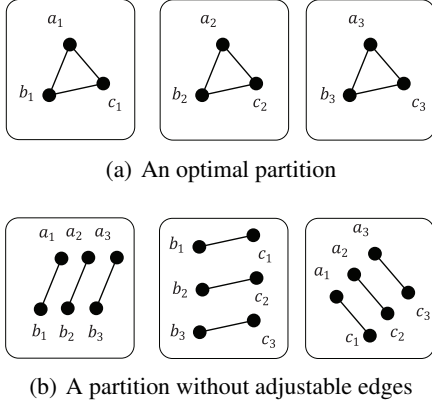 a₁ a₂ a₃
b₁ c₁ b₂ c₂ b₃ c₃
(a) An optimal partition
a₁ a₂ a₃ b₁ c₁ a₃
b₂ c₂ a₂
a₁ c₃
b₁ b₂ b₃ b₃ c₃ c₁ c₂
(b) A partition without adjustable edges